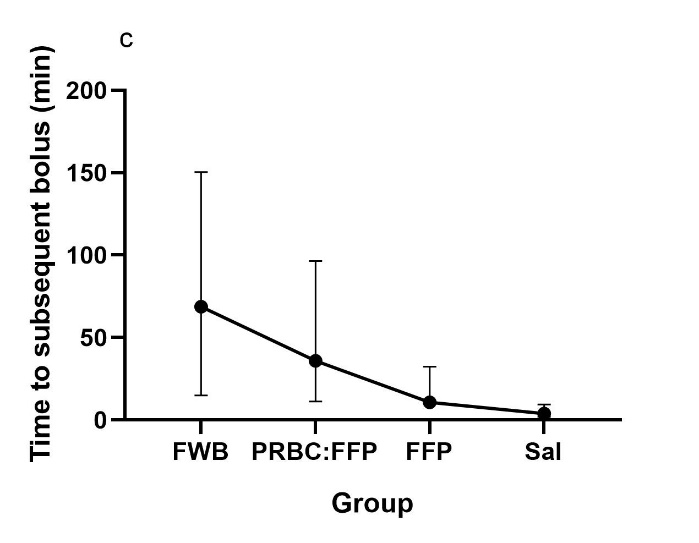 C
Time to subsequent bolus (min)
200
150
100
50
0
FWB PRBC:FFP FFP Sal
Group